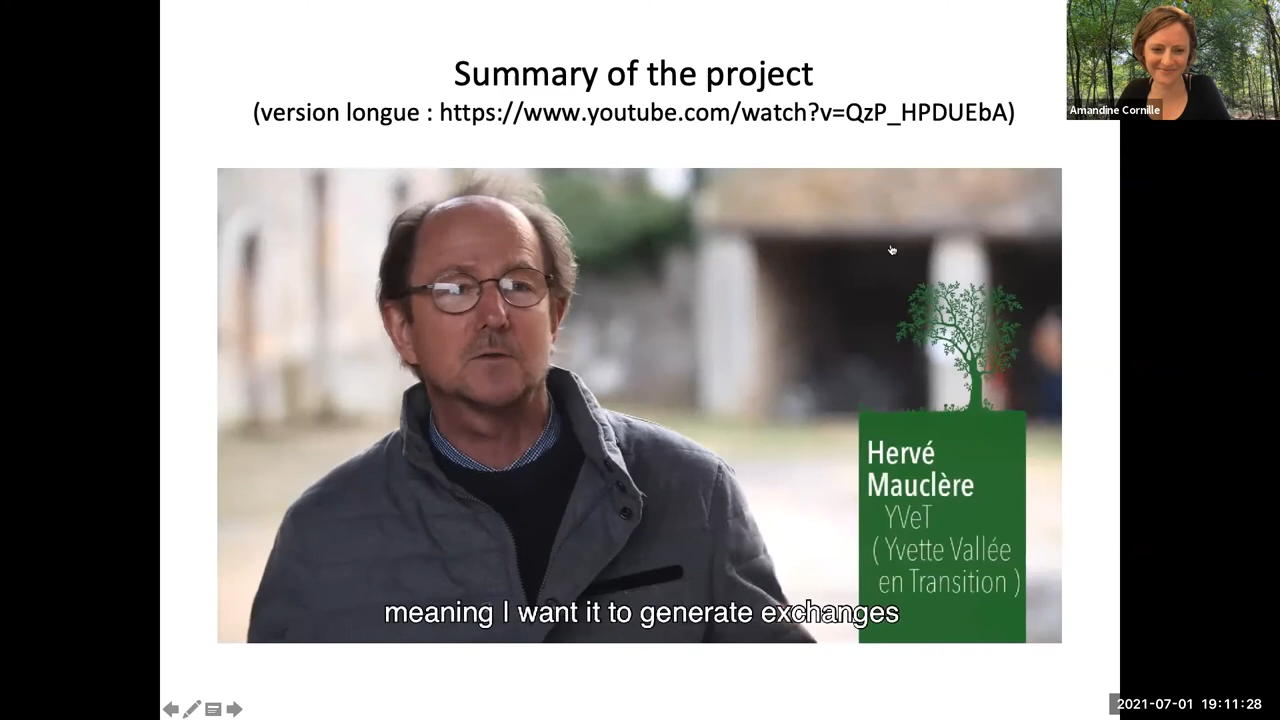 Summary of the project
(version longue : https://www.youtube.com/watch?v=QzP_HPDUEbA)
Amandine Cornille
Hervé
Mauclère
YVeT
( Yvette Vallée
en Transition )
meaning I want it to generate exchanges
2021-07-01 19:11:28